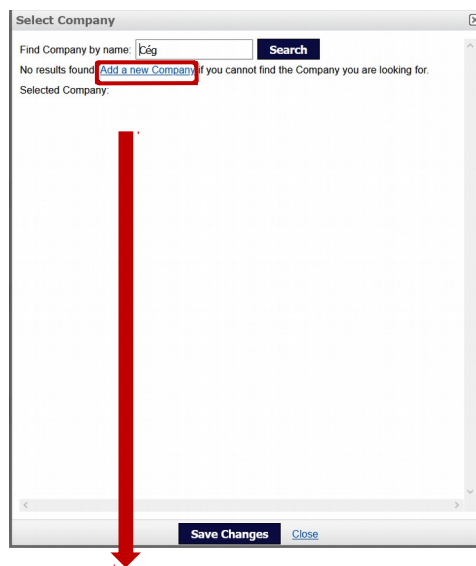 Select Company
Find Company by name: Cég Search
No results found. Add a new Company if you cannot find the Company you are looking for.
Selected Company:
Save Changes Close